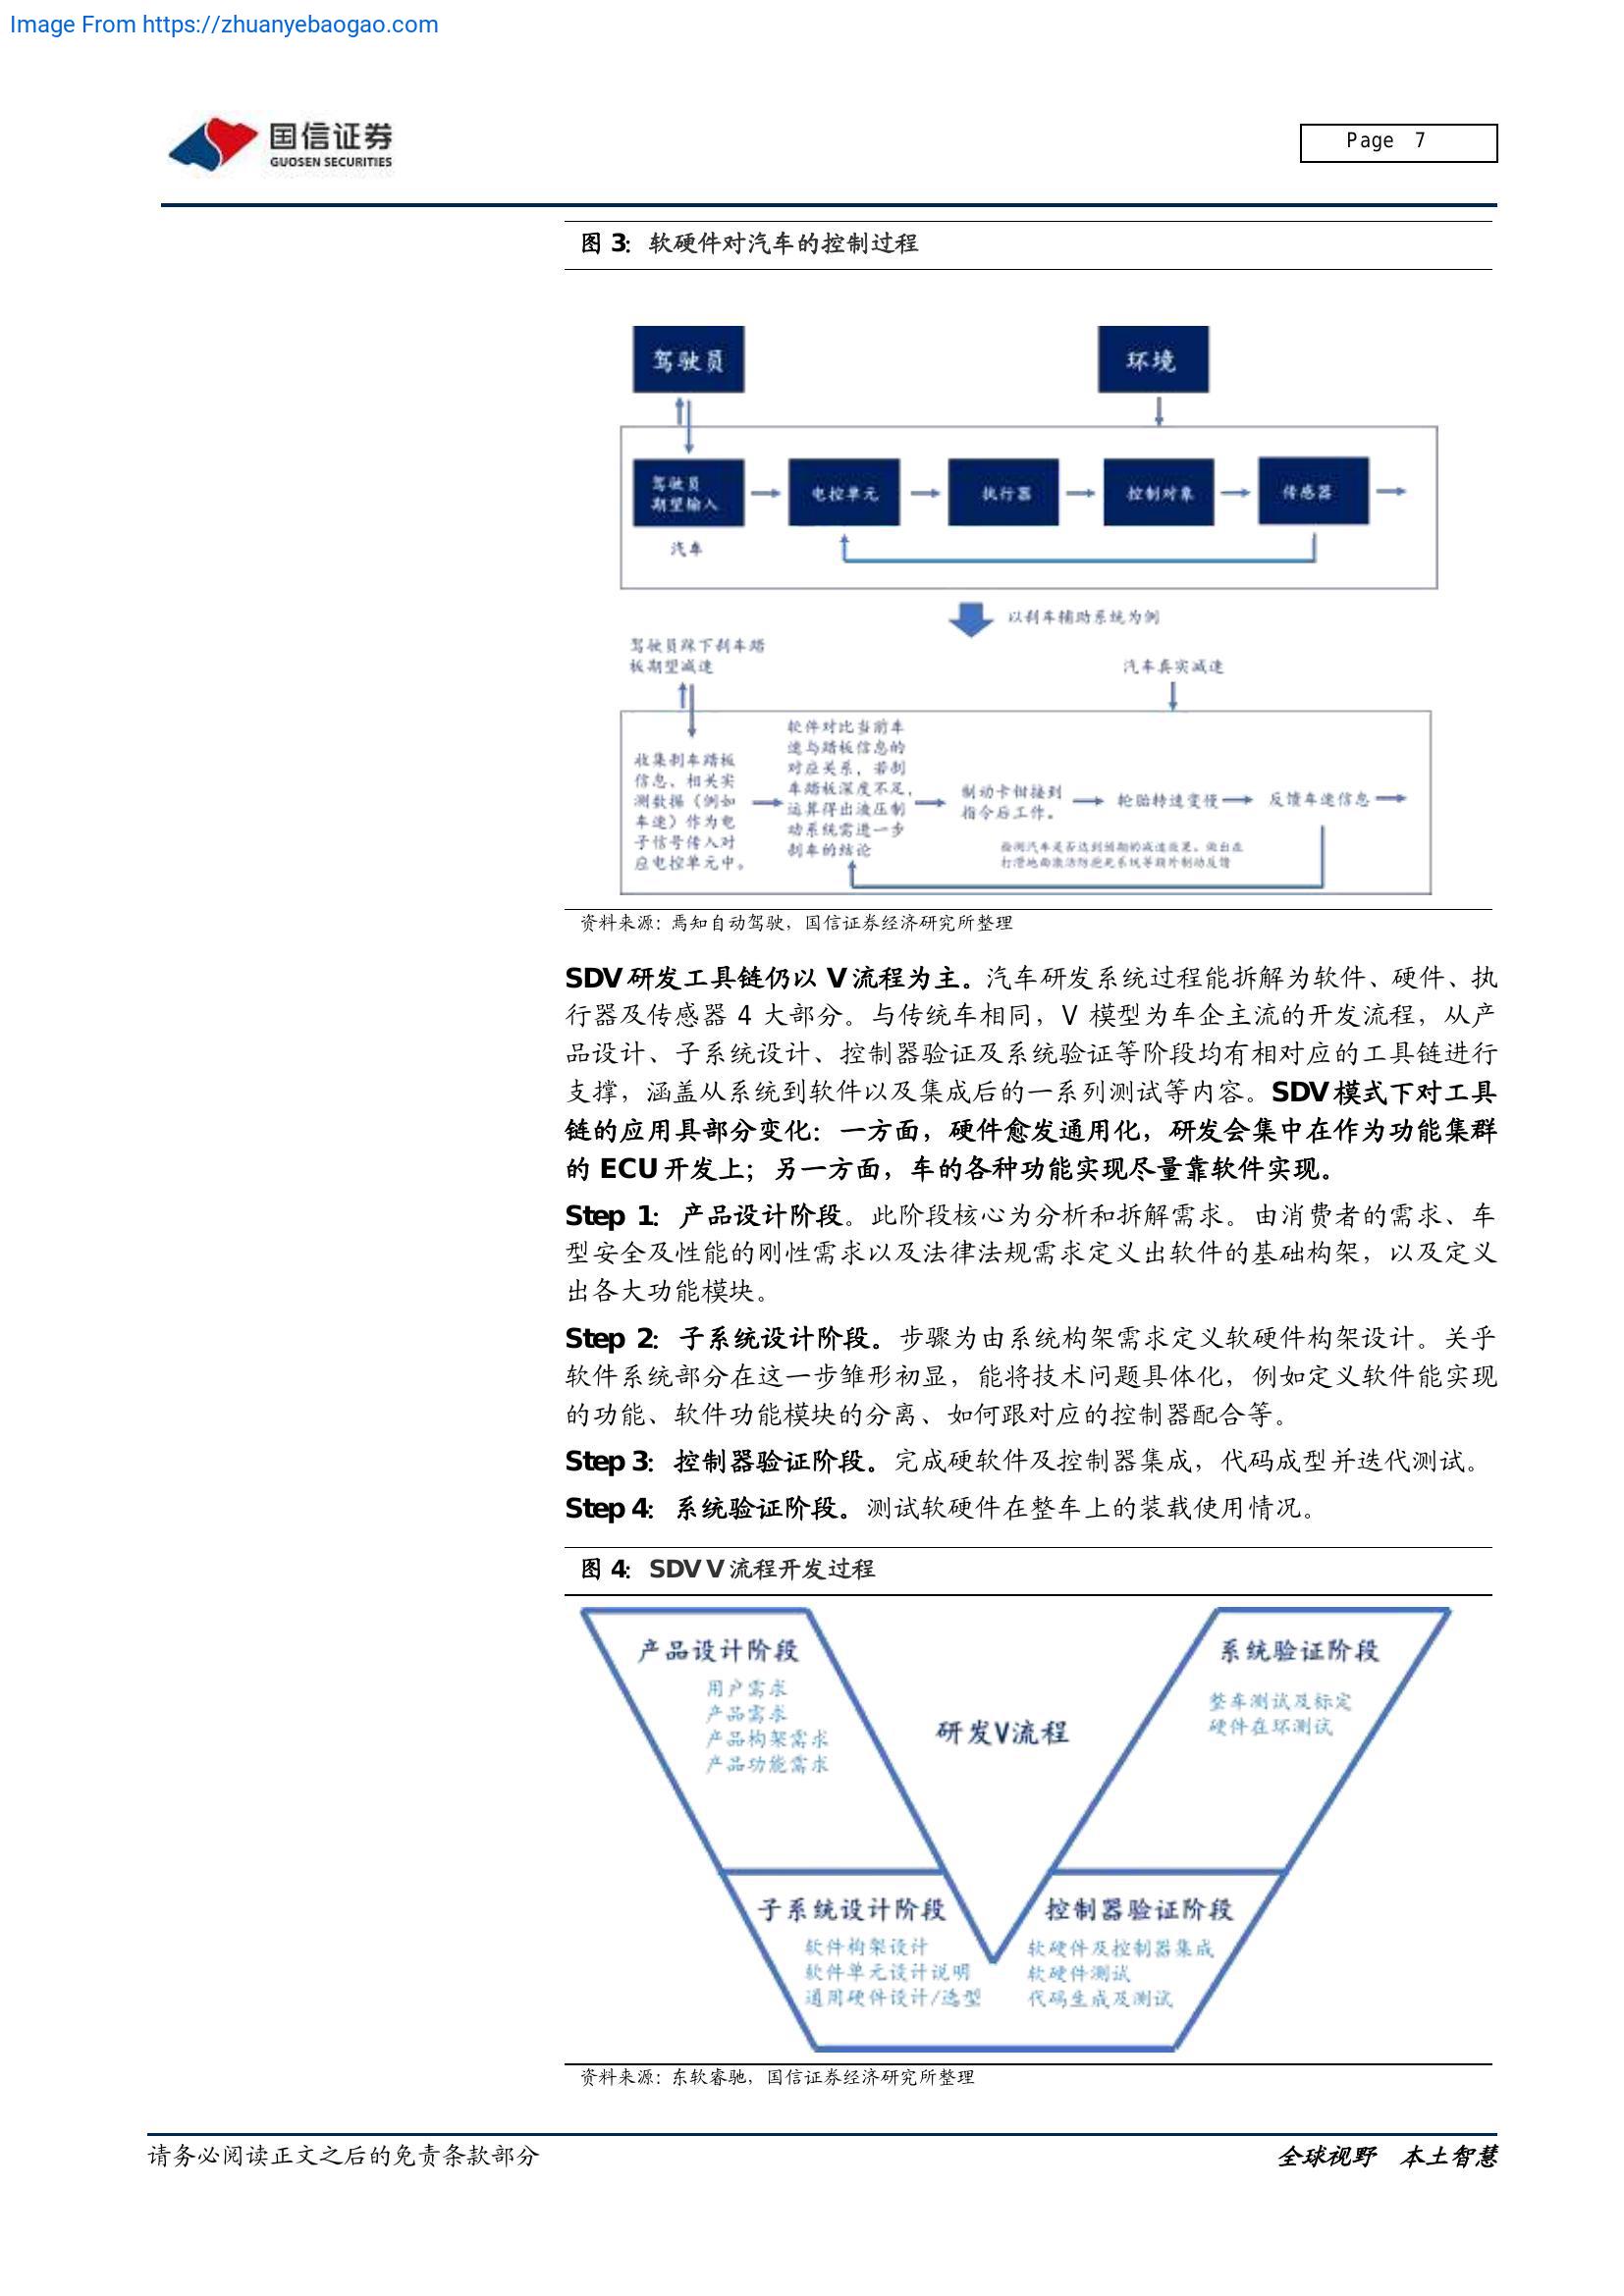 Image From https://zhuanyebaogao.com
国信证券
GUOSEN SECURITIES
Page 7
图 3: 软硬件对汽车的控制过程
驾驶员
环境
驾驶员
期望输入
电控单元
执行器
控制对象
传感器
汽车
以刹车辅助系统为例
驾驶员踩下刹车踏
板期望减速
汽车真实减速
收集刹车踏板
信息、相关实
测数据（例如
车速）作为电
子信号传入对
应电控单元中。
软件对比当前车
速与踏板信息的
对应关系，若刹
车踏板深度不足，
运算得出液压制
动系统需进一步
刹车的结论
制动卡钳接到
指令后工作。
轮胎转速变慢
反馈车速信息
检测汽车是否达到预期的减速效果，做出在
打滑地面激活防抱死系统等额外制动反馈
资料来源：焉知自动驾驶，国信证券经济研究所整理
SDV 研发工具链仍以 V 流程为主。汽车研发系统过程能拆解为软件、硬件、执
行器及传感器 4 大部分。与传统车相同，V 模型为车企主流的开发流程，从产
品设计、子系统设计、控制器验证及系统验证等阶段均有相对应的工具链进行
支撑，涵盖从系统到软件以及集成后的一系列测试等内容。SDV 模式下对工具
链的应用具部分变化：一方面，硬件愈发通用化，研发会集中在作为功能集群
的 ECU 开发上；另一方面，车的各种功能实现尽量靠软件实现。
Step 1: 产品设计阶段。此阶段核心为分析和拆解需求。由消费者的需求、车
型安全及性能的刚性需求以及法律法规需求定义出软件的基础构架，以及定义
出各大功能模块。
Step 2: 子系统设计阶段。步骤为由系统构架需求定义软硬件构架设计。关乎
软件系统部分在这一步雏形初显，能将技术问题具体化，例如定义软件能实现
的功能、软件功能模块的分离、如何跟对应的控制器配合等。
Step 3: 控制器验证阶段。完成硬软件及控制器集成，代码成型并迭代测试。
Step 4: 系统验证阶段。测试软硬件在整车上的装载使用情况。
图 4: SDV V 流程开发过程
产品设计阶段
用户需求
产品需求
产品构架需求
产品功能需求
研发V流程
系统验证阶段
整车测试及标定
硬件在环测试
子系统设计阶段
软件构架设计
软件单元设计说明
通用硬件设计/选型
控制器验证阶段
软硬件及控制器集成
软硬件测试
代码生成及测试
资料来源：东软睿驰，国信证券经济研究所整理
请务必阅读正文之后的免责条款部分
全球视野 本土智慧